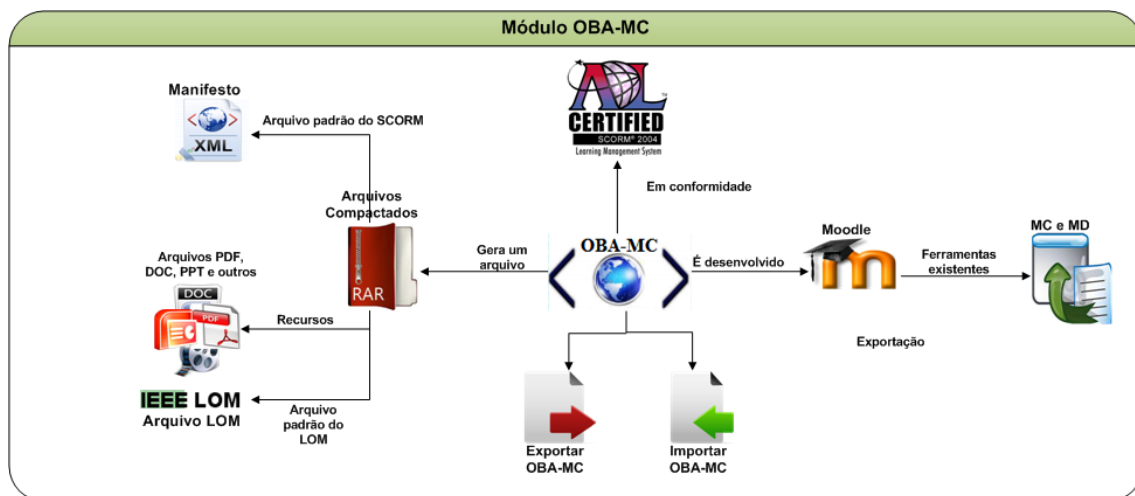 Módulo OBA-MC
Manifesto
XML
Arquivo padrão do SCORM
ADL
TM
CERTIFIED
SCORM® 2004
Learning Management System
Em conformidade
Arquivos
Compactados
RAR
Gera um
arquivo
OBA-MC
É desenvolvido
Moodle
m
Ferramentas
existentes
MC e MD
Exportação
Arquivos PDF,
DOC, PPT e outros
DOC
PDF
Recursos
IEEE LOM
Arquivo LOM
Arquivo
padrão do
LOM
Exportar
OBA-MC
Importar
OBA-MC